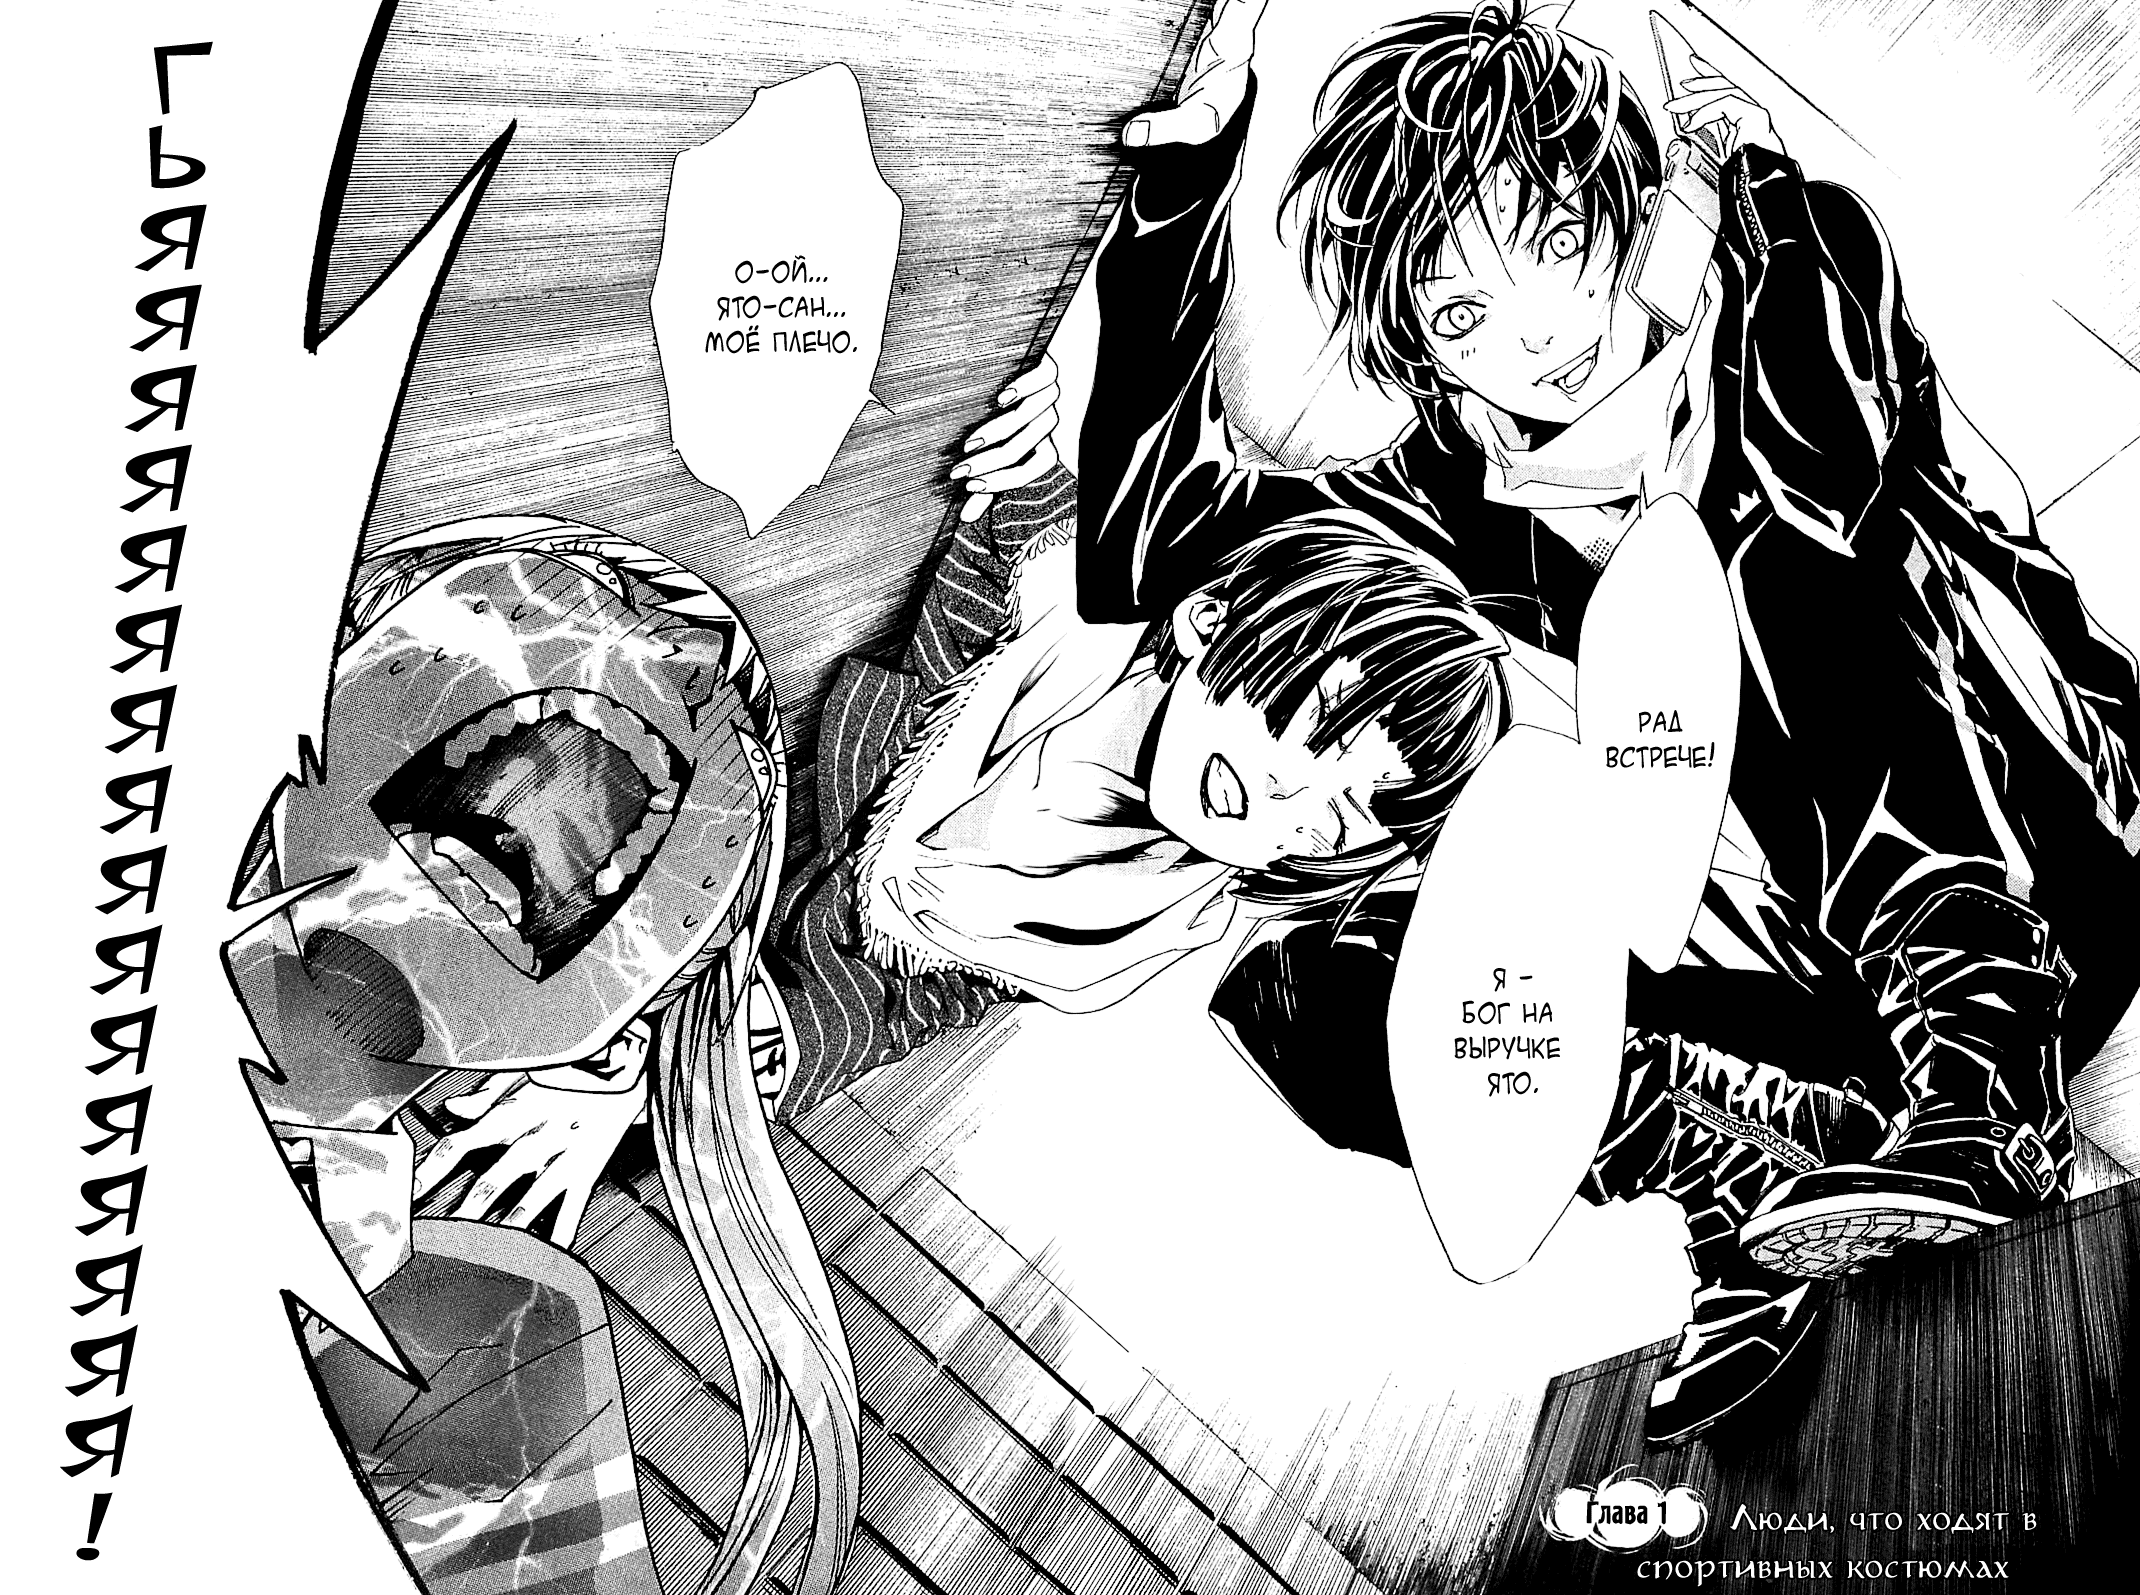 РАД
ВСТРЕЧЕ!
Я -
БОГ НА
ВЫРУЧКЕ
ЯТО.
О-ОЙ...
ЯТО-САН...
МОЁ ПЛЕЧО.
ГЬЯЯЯЯЯЯЯЯЯЯЯЯЯЯЯЯ!
Глава 1 Люди, что ходят в
спортивных костюмах